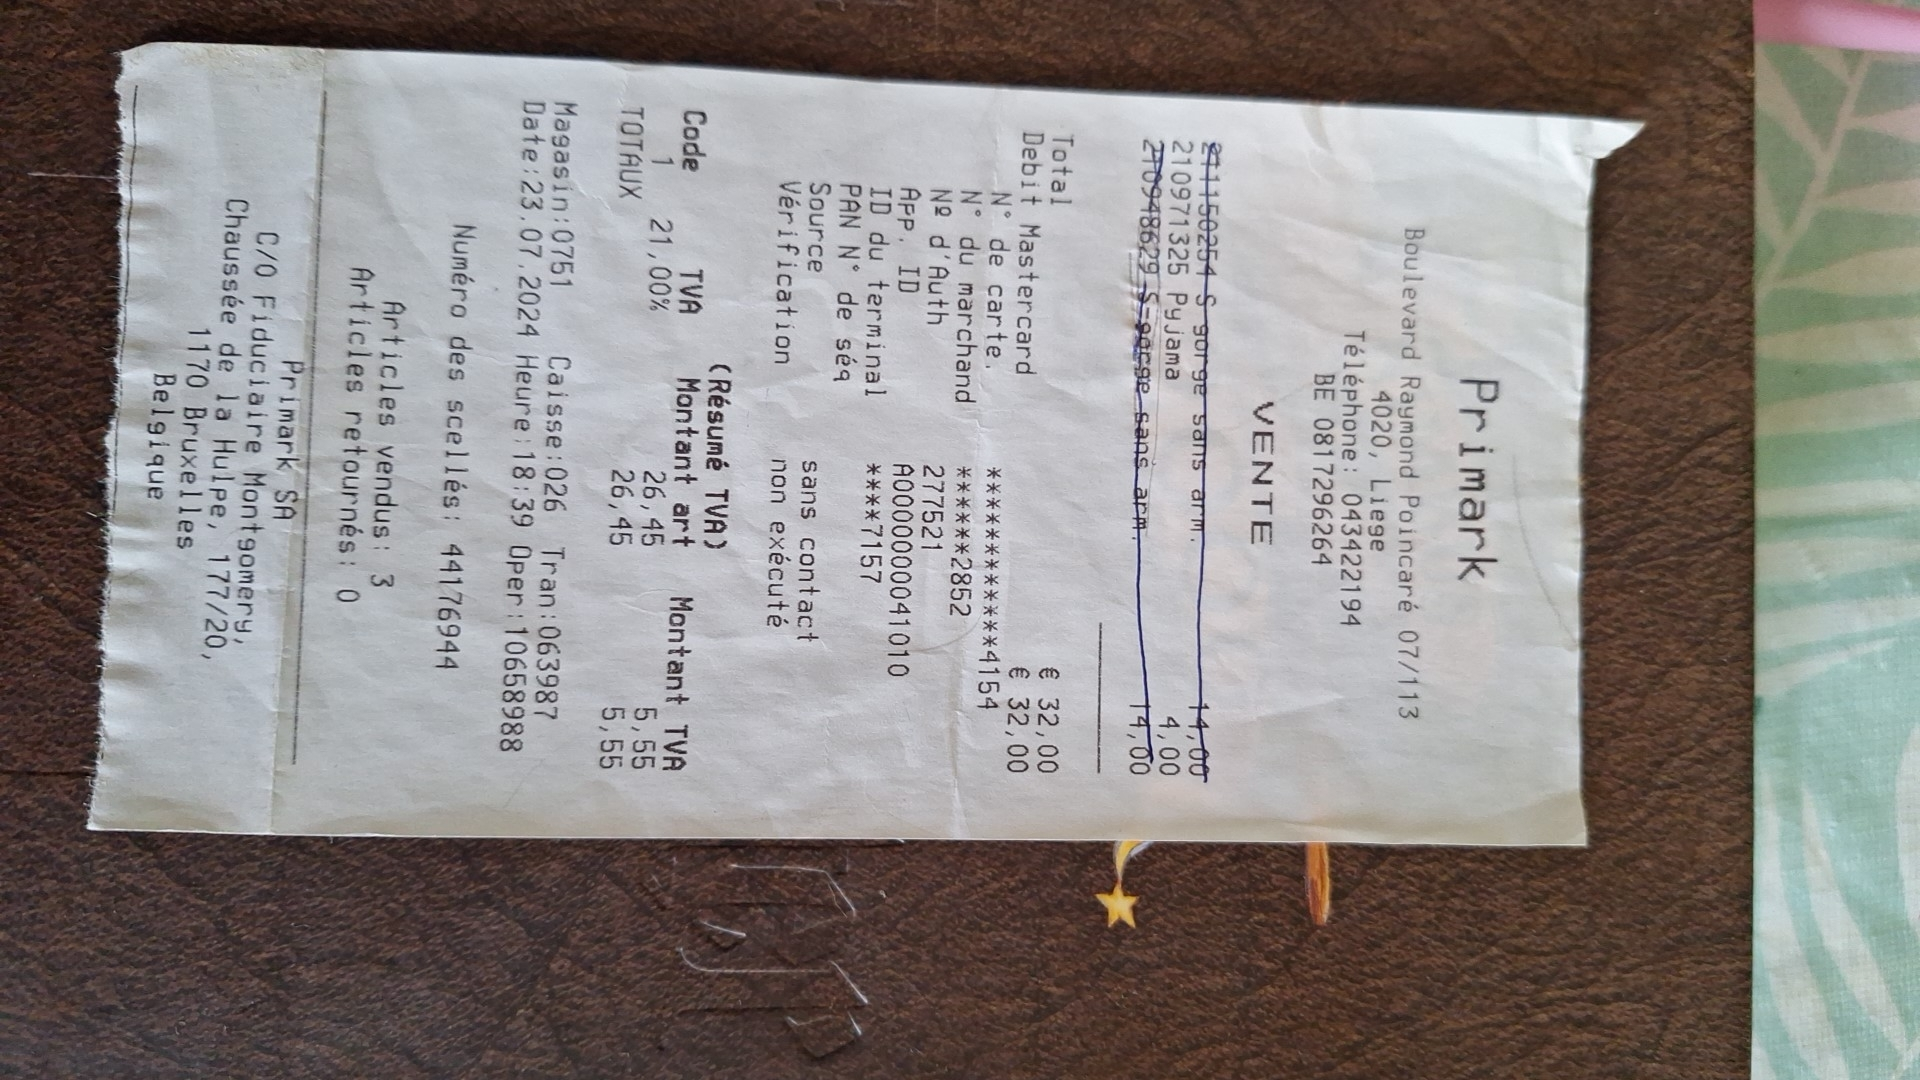 Primark
Boulevard Raymond Poincaré 07/113
4020, Liege
Téléphone: 043422194
BE 0817296264
VENTE
21150254 S gorge sans arm. 14,00
210971325 Pyjama 4,00
210948629 S-gorge sans arm. 14,00
Total € 32,00
Debit Mastercard € 32,00
N° de carte. ************4154
N° du marchand ******2852
Nº d'Auth 277521
App. ID A0000000041010
ID du terminal ****7157
PAN N° de séq
Source sans contact
Vérification non exécuté
(Résumé TVA)
Code TVA Montant art Montant TVA
1 21,00% 26,45 5,55
TOTAUX 26,45 5,55
Magasin:0751 Caisse:026 Tran:063987
Date:23.07.2024 Heure:18:39 Oper:10658988
Numéro des scellés: 44176944
Articles vendus: 3
Articles retournés: 0
Primark SA
C/O Fiduciaire Montgomery,
Chaussée de la Hulpe, 177/20,
1170 Bruxelles
Belgique